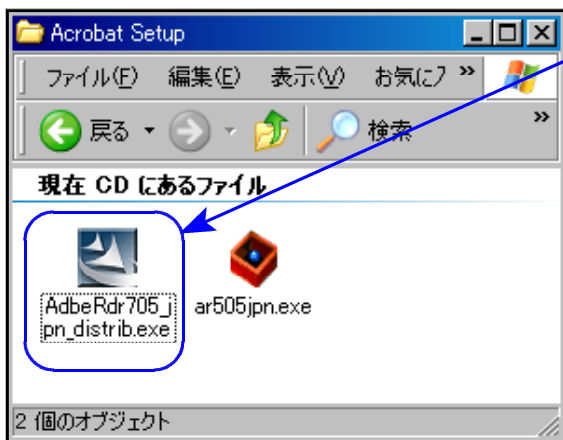 Acrobat Setup
ファイル(F) 編集(E) 表示(V) お気に »
戻る 検索 »
現在 CD にあるファイル
AdbeRdr705_j
pn_distrib.exe
ar505jpn.exe
2 個のオブジェクト